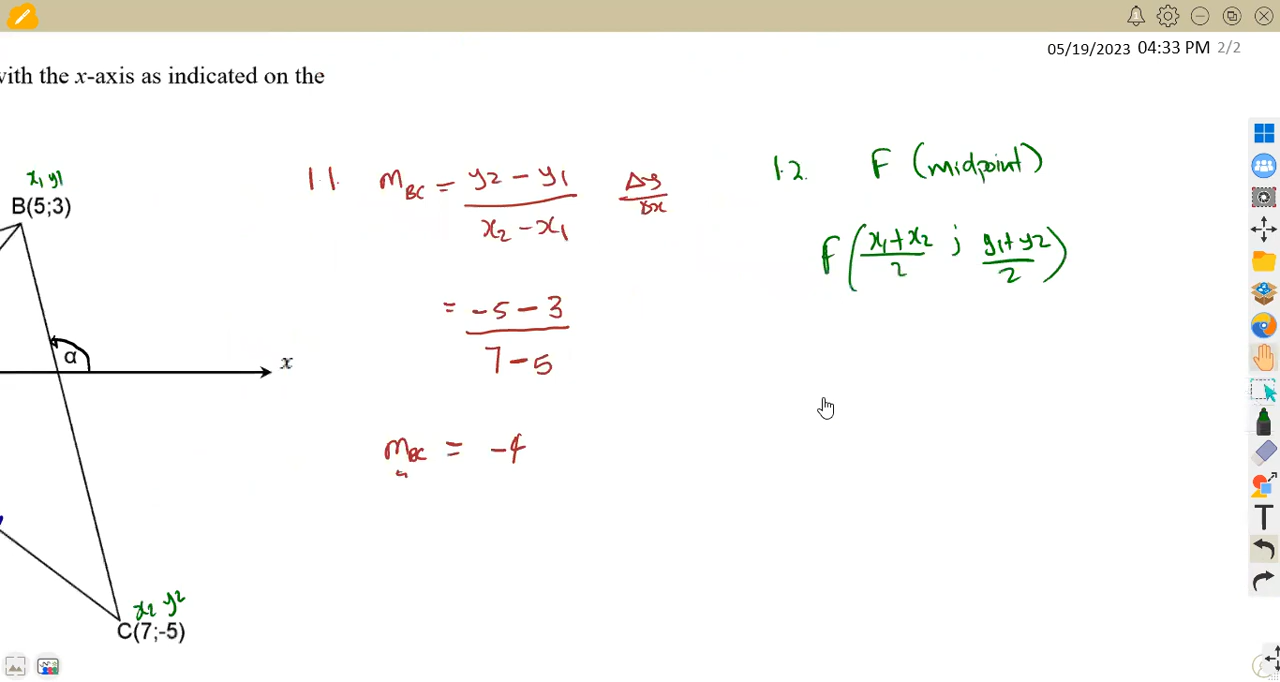 05/19/2023 04:33 PM 2/2
with the x-axis as indicated on the
x1 y1
B(5;3)
α
x
x2 y2
C(7;-5)
1.1. mBC = y2 - y1 / x2 - x1 Δy/Δx
= -5 - 3 / 7 - 5
mBC = -4
1.2. F (midpoint)
F(x1+x2/2 ; y1+y2/2)
T